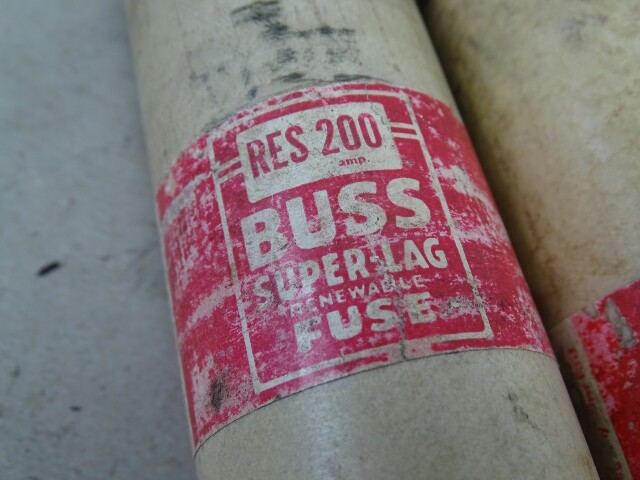 RES 200
amp.
BUSS
SUPER-LAG
RENEWABLE
FUSE